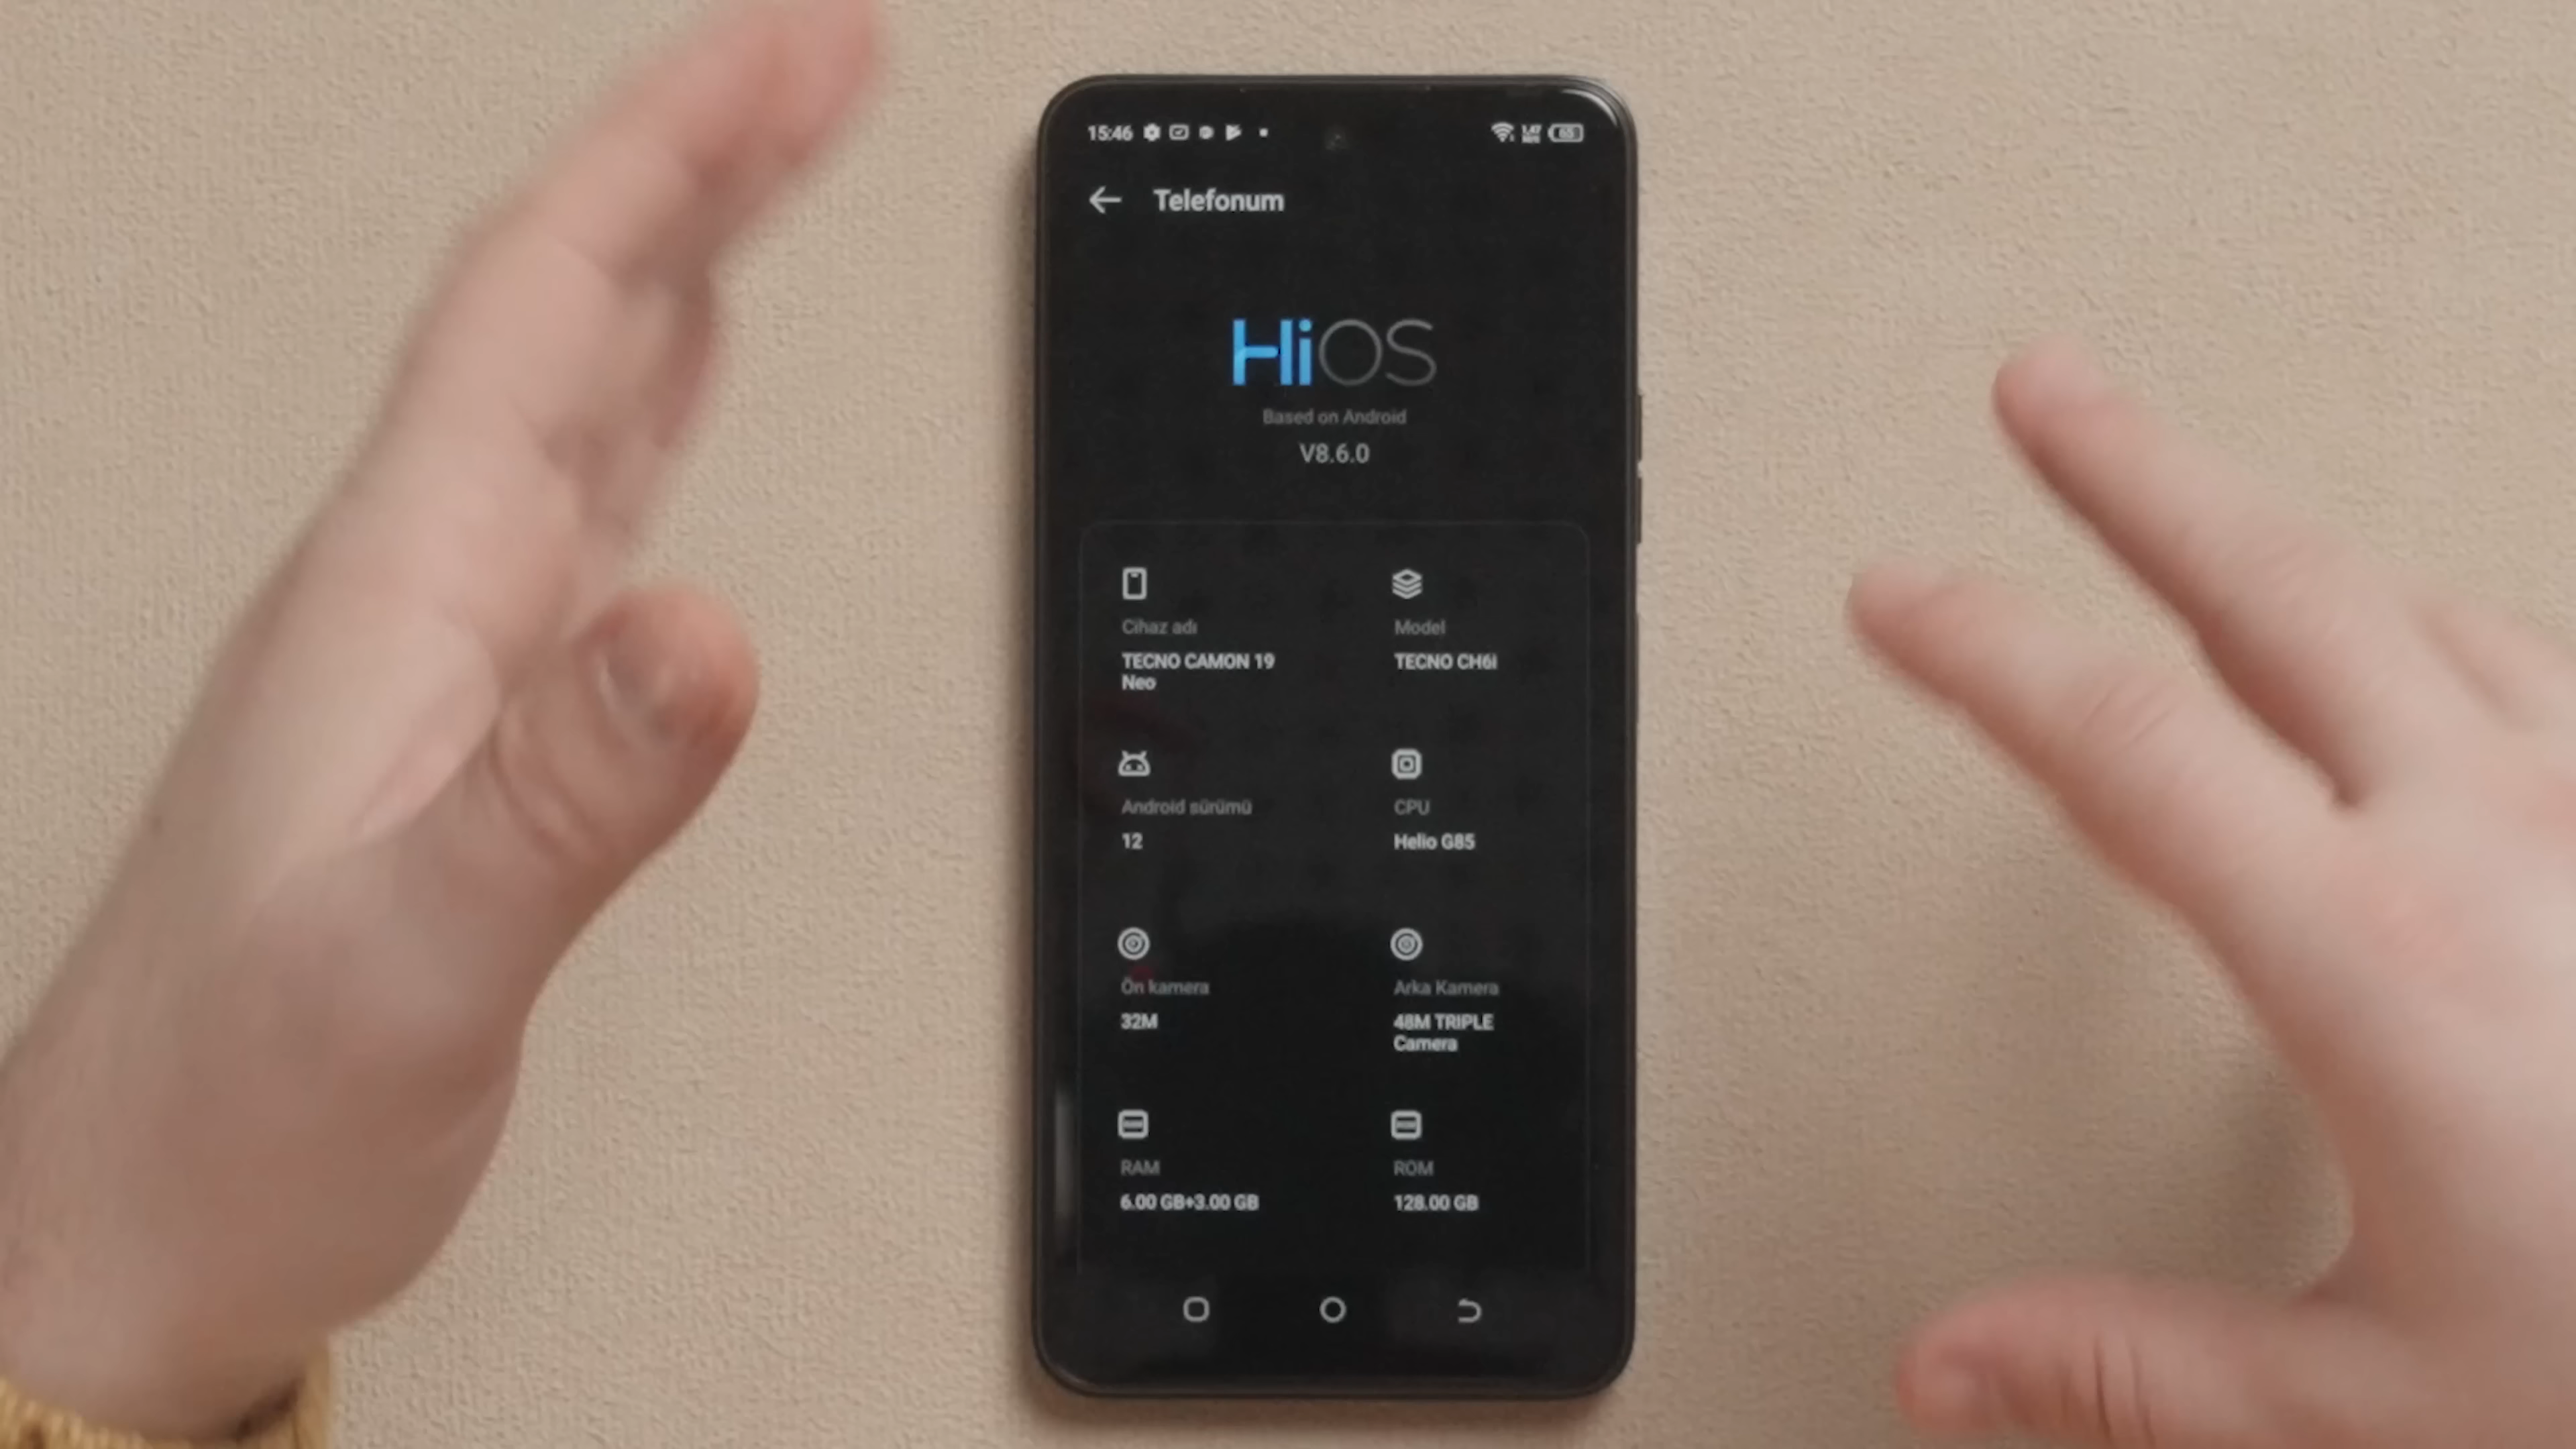 15:46
65
Telefonum
HiOS
Based on Android
V8.6.0
Cihaz adı
Model
TECNO CAMON 19
Neo
TECNO CH6i
Android sürümü
CPU
12
Helio G85
Ön kamera
Arka Kamera
32M
48M TRIPLE
Camera
RAM
ROM
6.00 GB+3.00 GB
128.00 GB